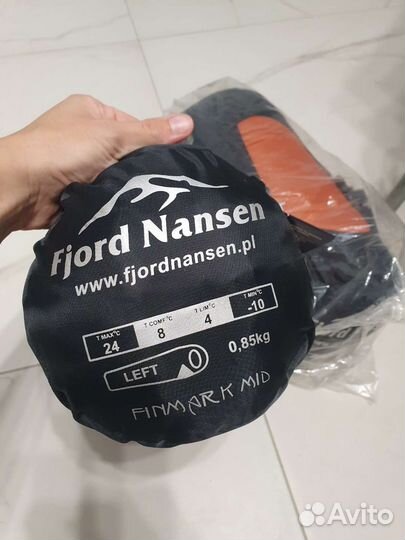 Fjord Nansen
www.fjordnansen.pl
T MAX°C T COMF°C T LIM°C T MIN°C
24 8 4 -10
LEFT 0,85kg
FINMARK MID
Avito